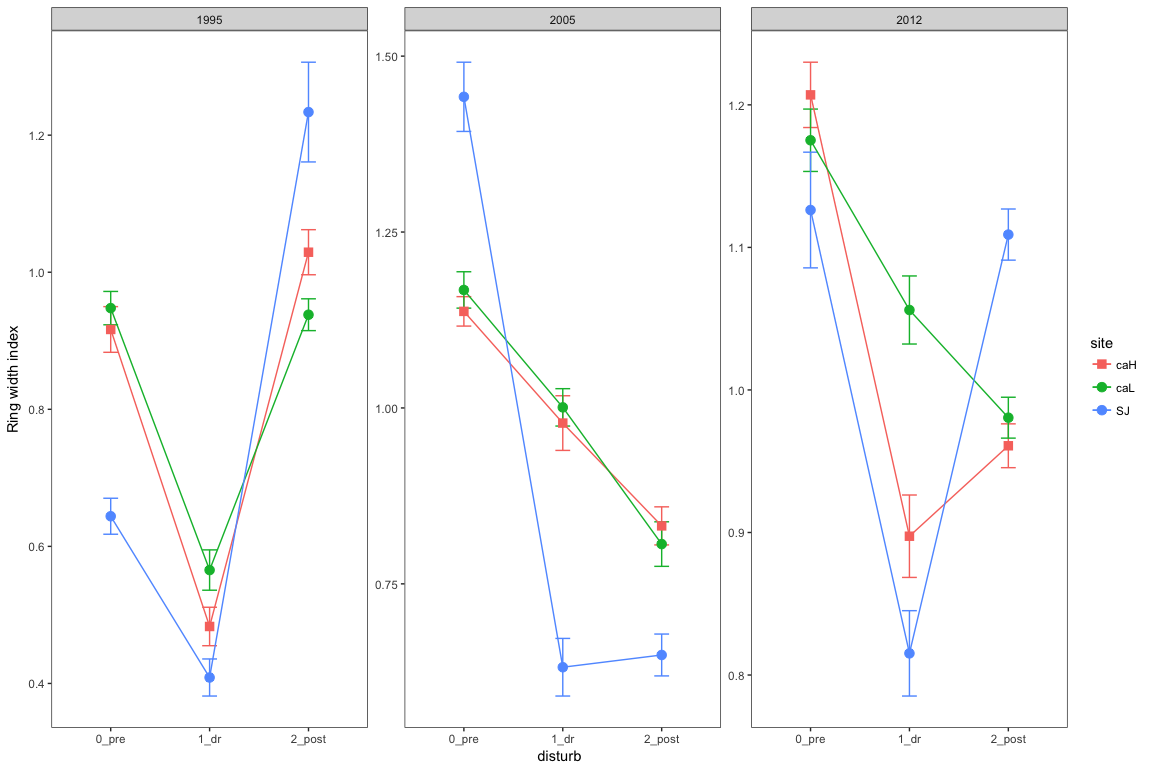 1995 2005 2012
Ring width index
1.2
1.0
0.8
0.6
0.4
1.50
1.25
1.00
0.75
1.2
1.1
1.0
0.9
0.8
0_pre 1_dr 2_post
0_pre 1_dr 2_post
0_pre 1_dr 2_post
disturb
site
caH
caL
SJ